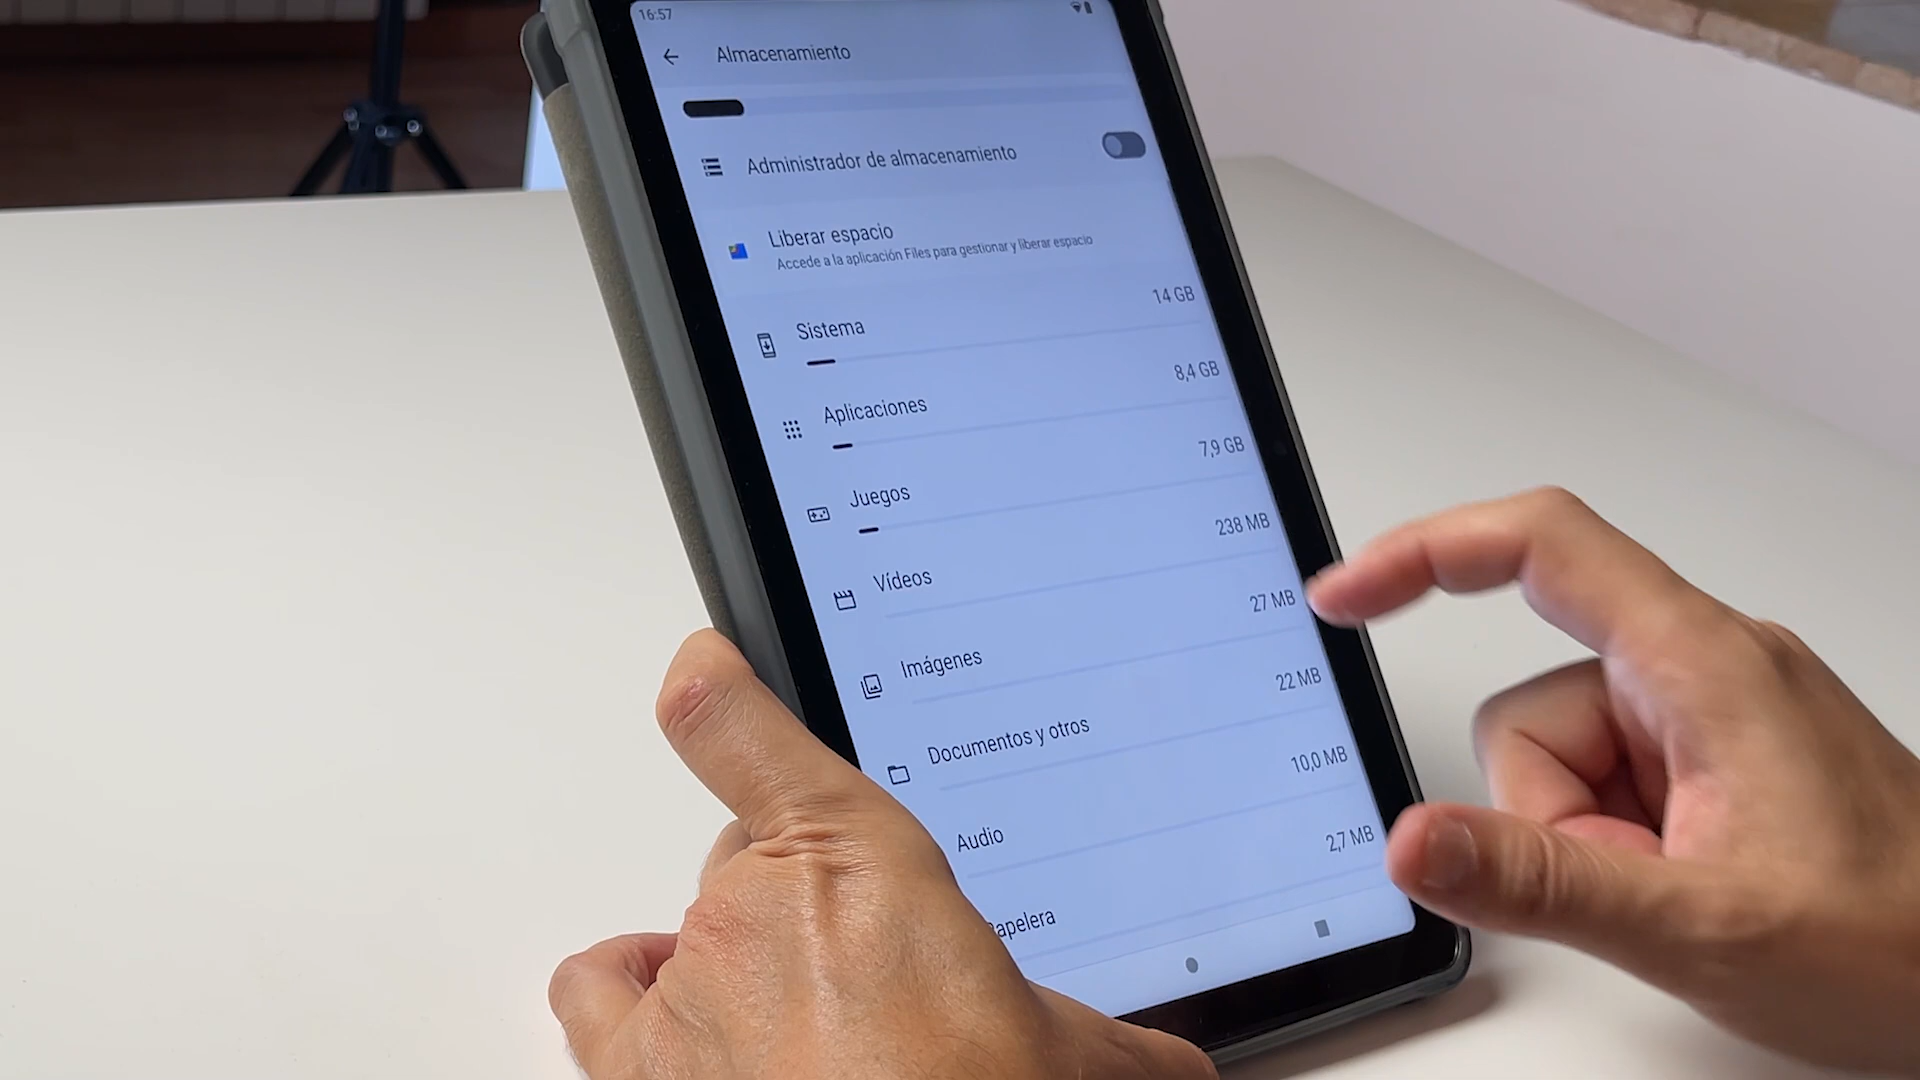 16:57
Almacenamiento
Administrador de almacenamiento
Liberar espacio
Accede a la aplicación Files para gestionar y liberar espacio
Sistema 14 GB
Aplicaciones 8,4 GB
Juegos 7,9 GB
Vídeos 238 MB
Imágenes 27 MB
Documentos y otros 22 MB
Audio 10,0 MB
Papelera 2,7 MB